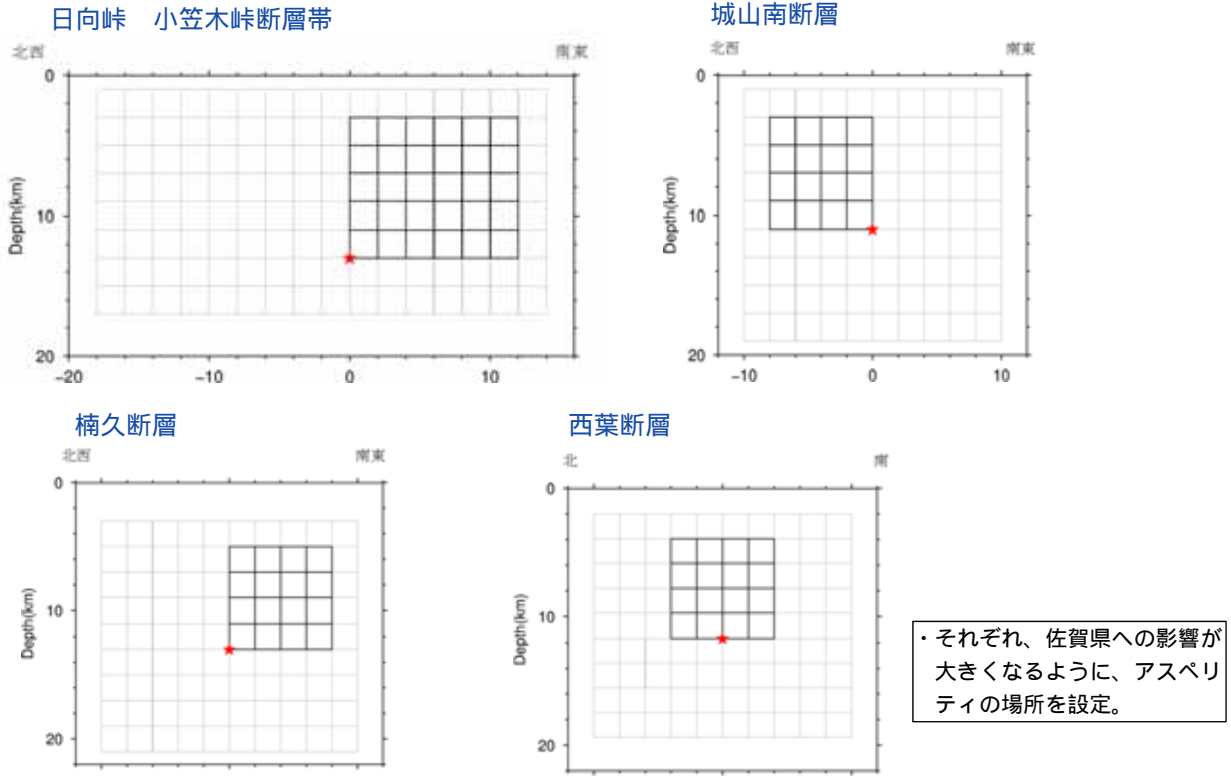 日向峠　小笠木峠断層帯
北西
南東
0
10
20
Depth(km)
−20
−10
0
10
城山南断層
北西
南東
0
10
20
Depth(km)
−10
0
10
楠久断層
北西
南東
0
10
20
Depth(km)
西葉断層
北
南
0
10
20
Depth(km)
・それぞれ、佐賀県への影響が
大きくなるように、アスペリ
ティの場所を設定。